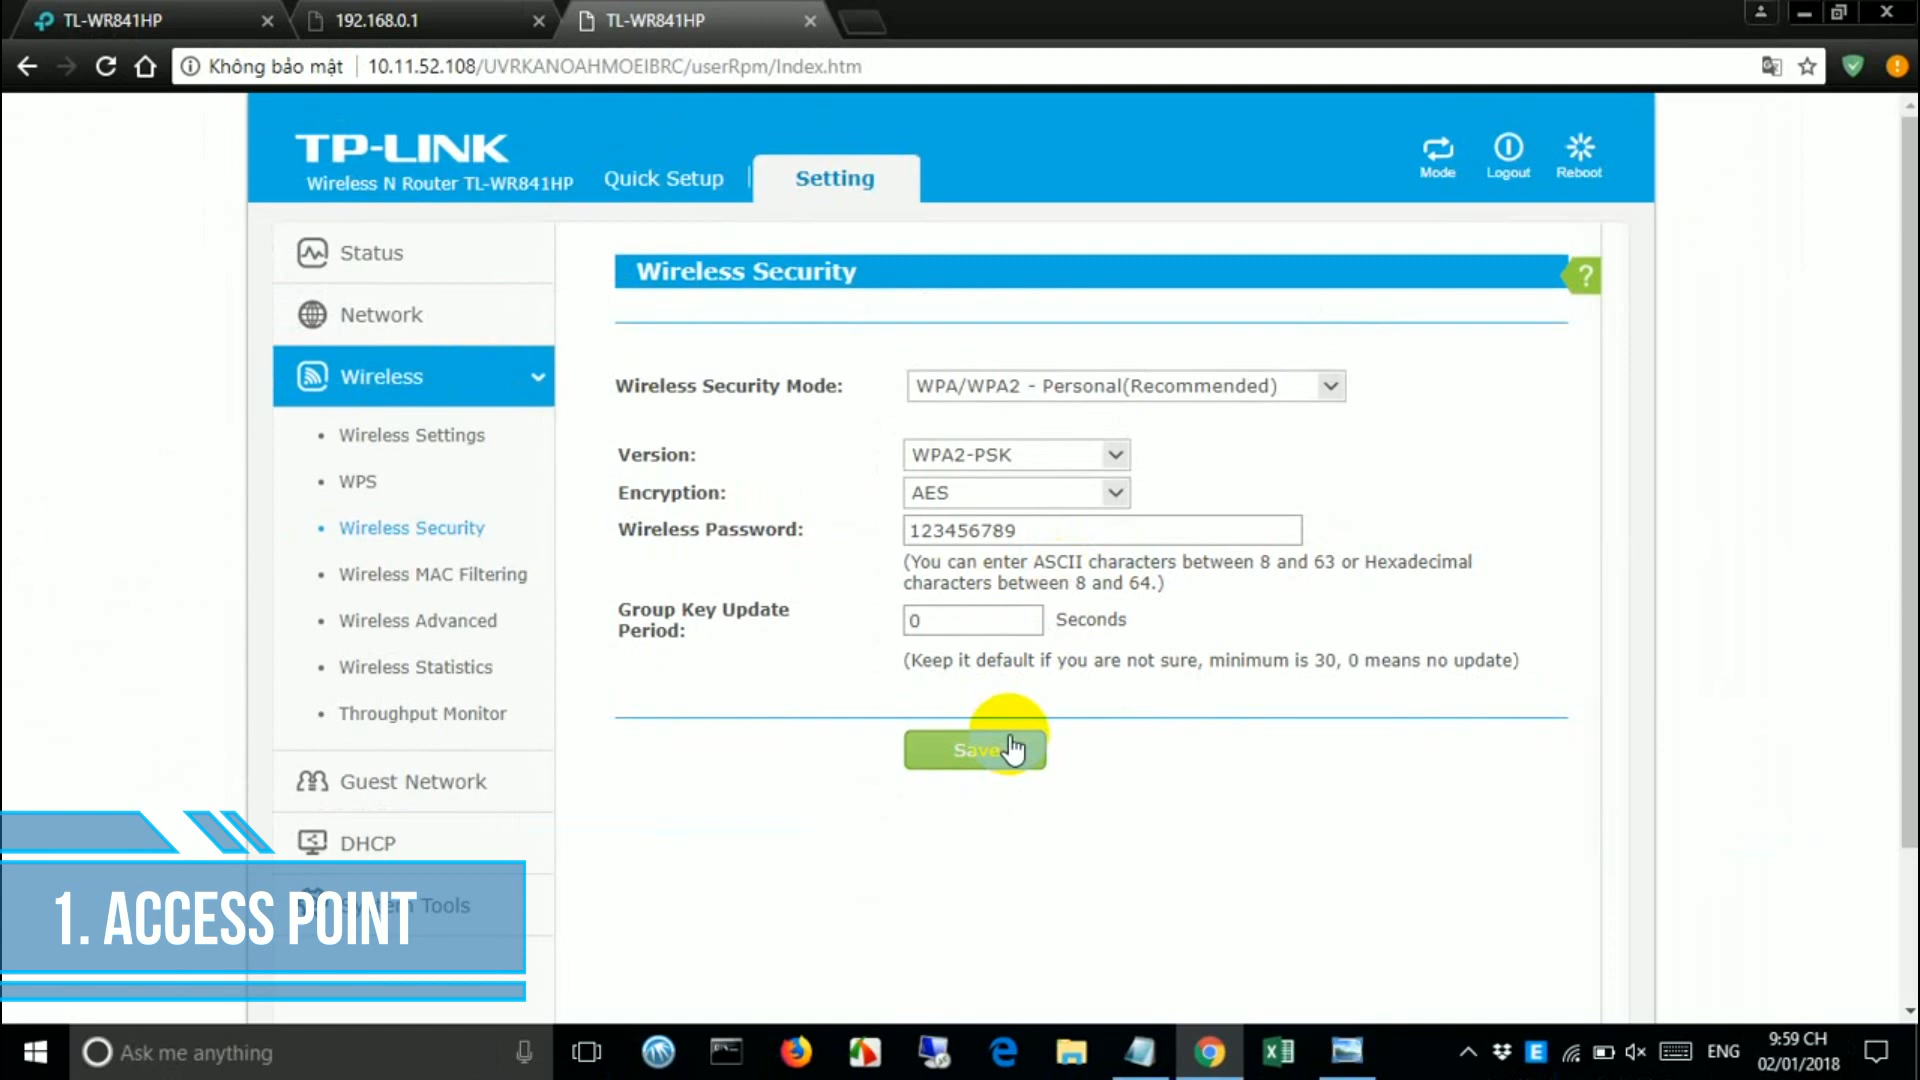 TL-WR841HP
192.168.0.1
TL-WR841HP
Không bảo mật
10.11.52.108/UVRKANOAHMOEIBRC/userRpm/Index.htm
TP-LINK
Wireless N Router TL-WR841HP
Quick Setup
Setting
Mode
Logout
Reboot
Status
Network
Wireless
Wireless Settings
WPS
Wireless Security
Wireless MAC Filtering
Wireless Advanced
Wireless Statistics
Throughput Monitor
Guest Network
DHCP
System Tools
Wireless Security
?
Wireless Security Mode:
WPA/WPA2 - Personal(Recommended)
Version:
WPA2-PSK
Encryption:
AES
Wireless Password:
123456789
(You can enter ASCII characters between 8 and 63 or Hexadecimal
characters between 8 and 64.)
Group Key Update
Period:
0
Seconds
(Keep it default if you are not sure, minimum is 30, 0 means no update)
Save
1. ACCESS POINT
Ask me anything
ENG
9:59 CH
02/01/2018